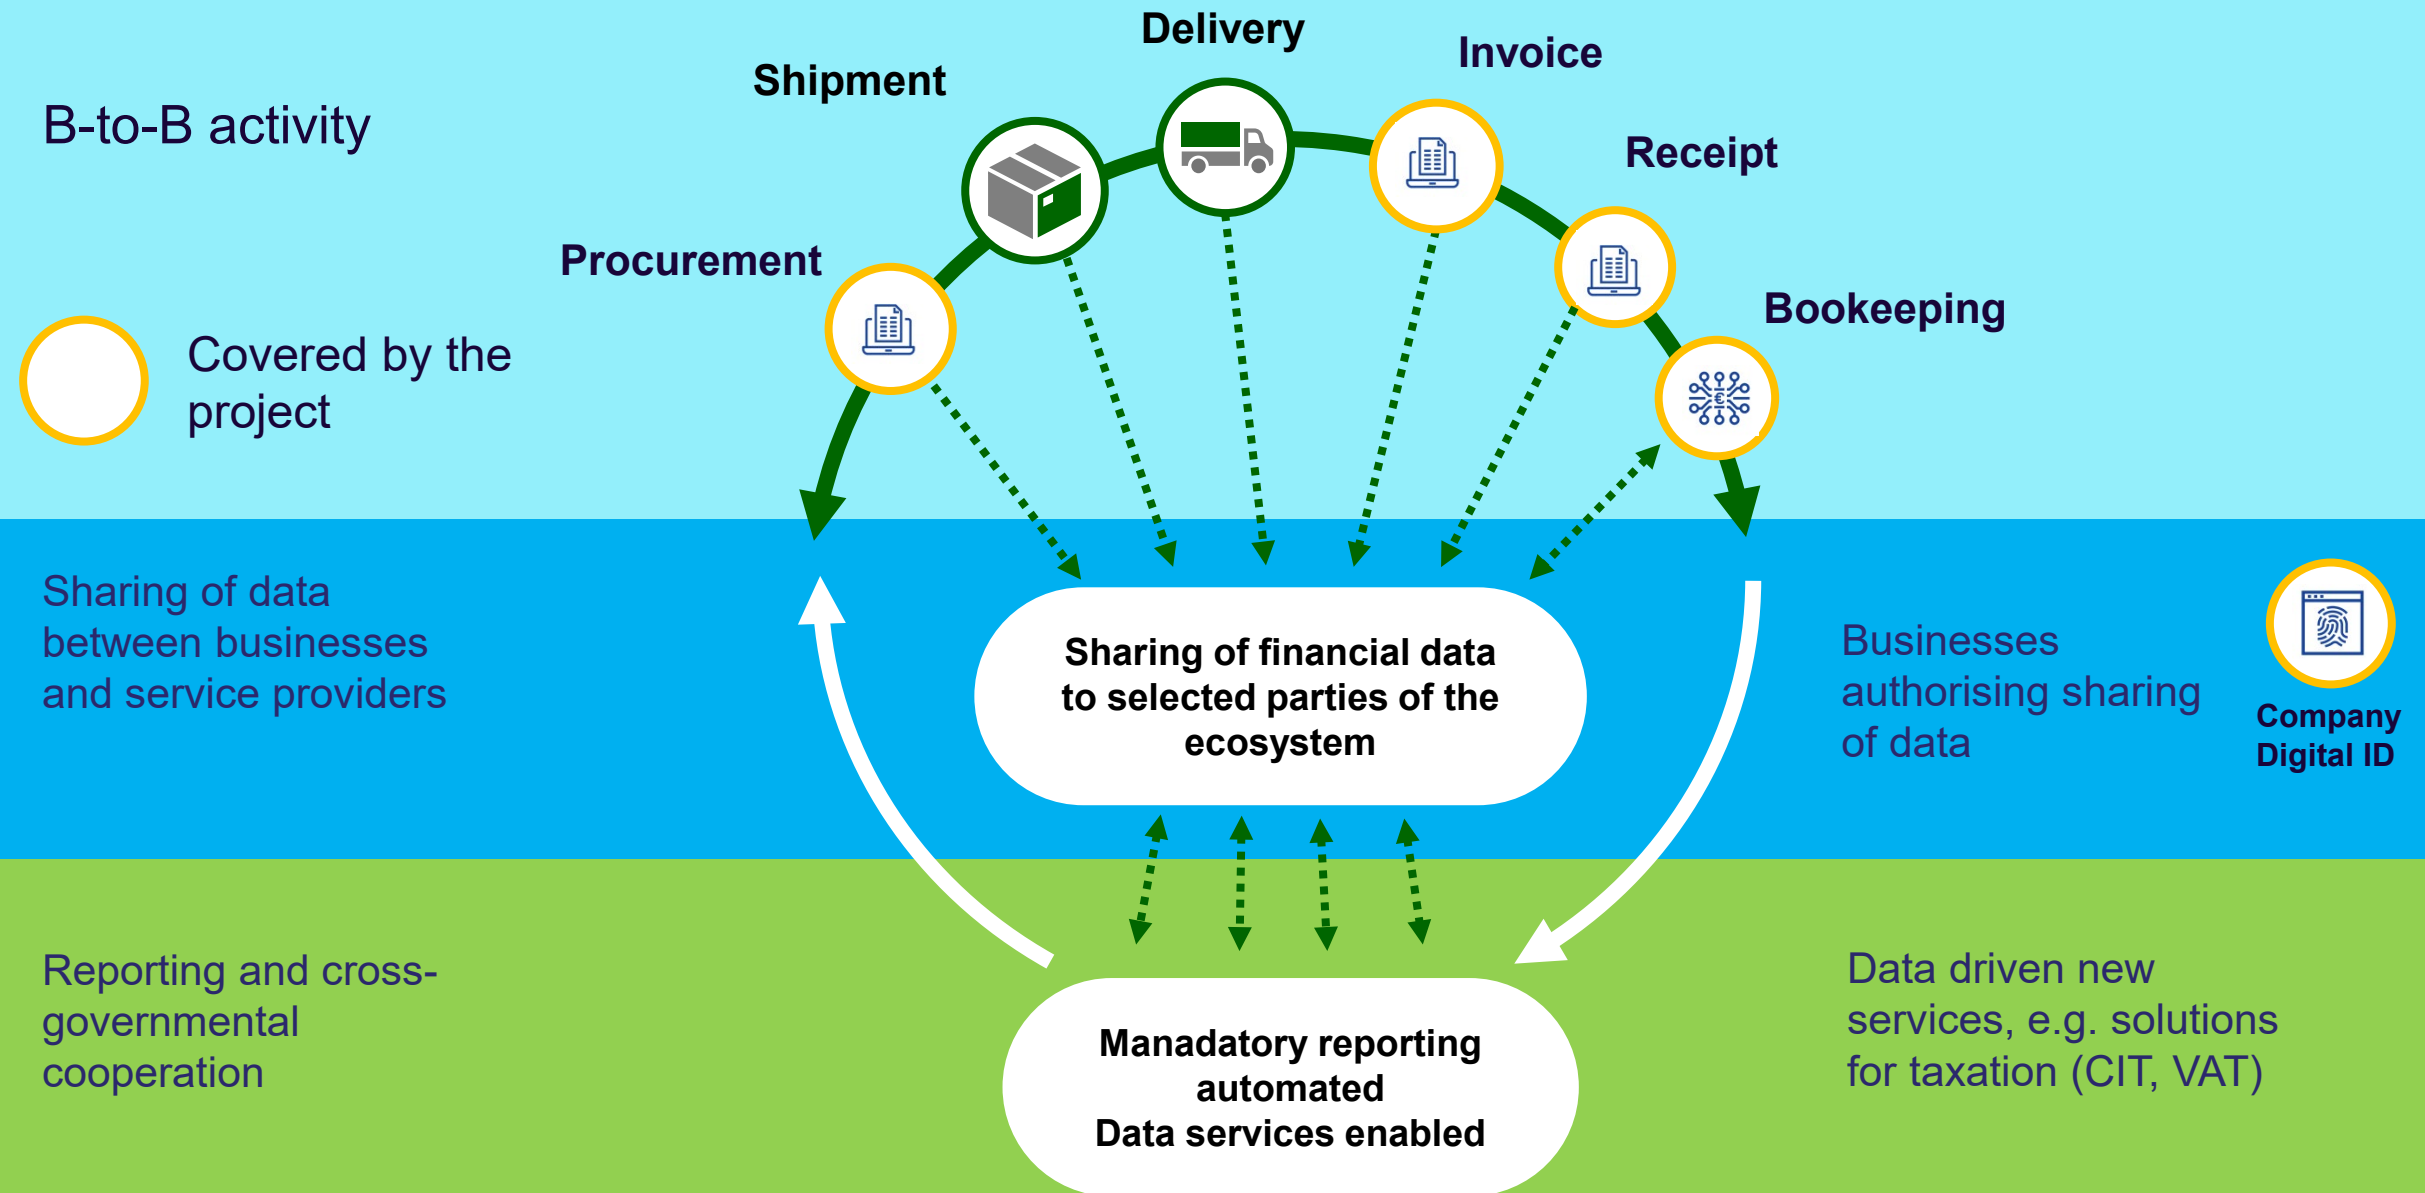 Delivery
Invoice
Shipment
B-to-B activity
Receipt
Procurement
Bookeeping
Covered by the
project
€
Sharing of data
between businesses
and service providers
Sharing of financial data
to selected parties of the
ecosystem
Businesses
authorising sharing
of data
Company
Digital ID
Reporting and cross-
governmental
cooperation
Manadatory reporting
automated
Data services enabled
Data driven new
services, e.g. solutions
for taxation (CIT, VAT)